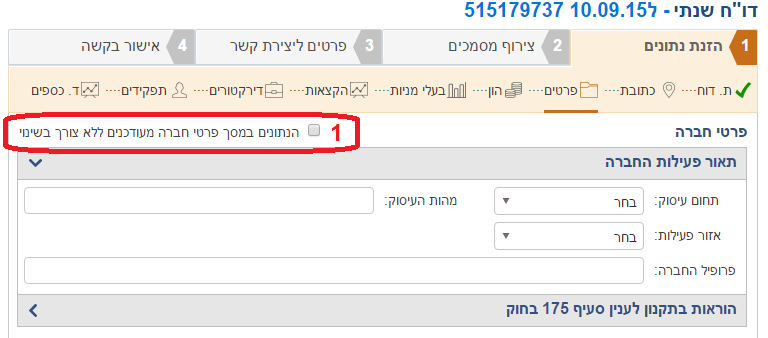 דו"ח שנתי - ל10.09.15 515179737
1 הזנת נתונים 2 צירוף מסמכים 3 פרטים ליצירת קשר 4 אישור בקשה
ת. דוח כתובת פרטים הון בעלי מניות הקצאות דירקטורים תפקידים ד. כספים
1 הנתונים במסך פרטי חברה מעודכנים ללא צורך בשינוי
פרטי חברה
תאור פעילות החברה
תחום עיסוק: בחר מהות העיסוק:
אזור פעילות: בחר
פרופיל החברה:
הוראות בתקנון לענין סעיף 175 בחוק